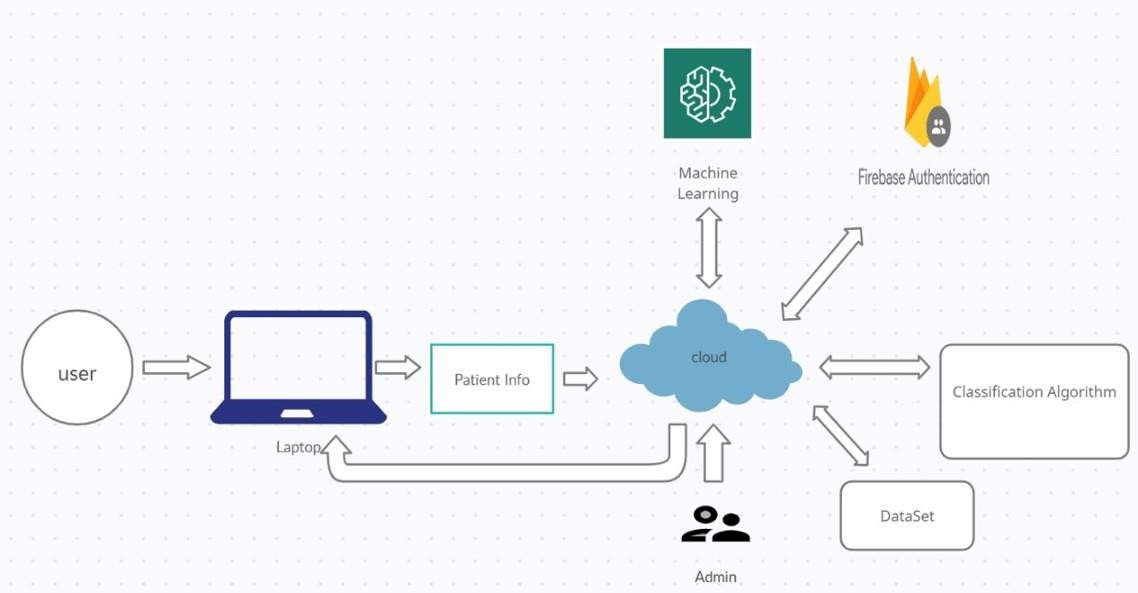 Machine
Learning
Firebase Authentication
user
Laptop
Patient Info
cloud
Classification Algorithm
DataSet
Admin